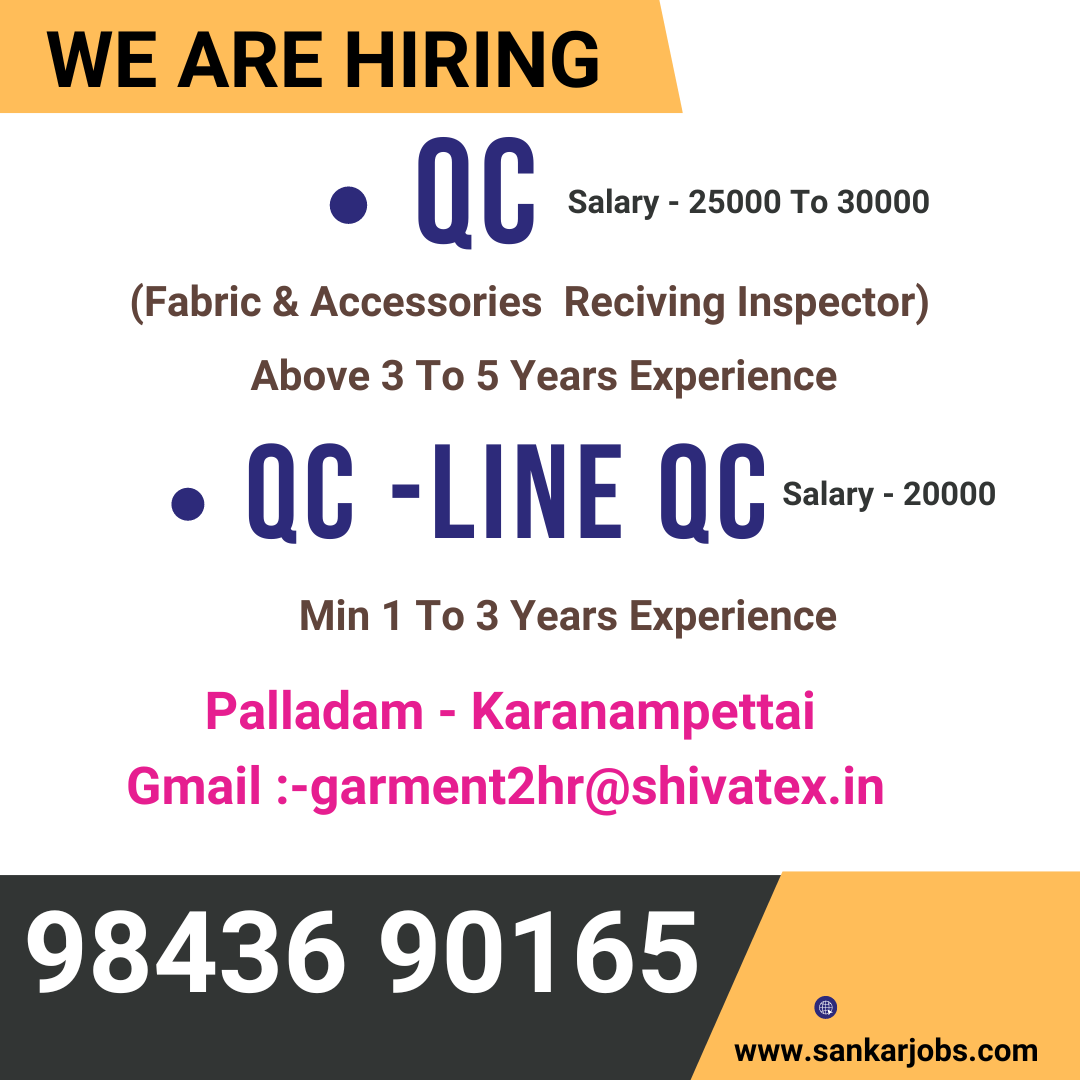 WE ARE HIRING
• QC Salary - 25000 To 30000
(Fabric & Accessories Reciving Inspector)
Above 3 To 5 Years Experience
• QC -LINE QC Salary - 20000
Min 1 To 3 Years Experience
Palladam - Karanampettai
Gmail :-garment2hr@shivatex.in
98436 90165
www.sankarjobs.com